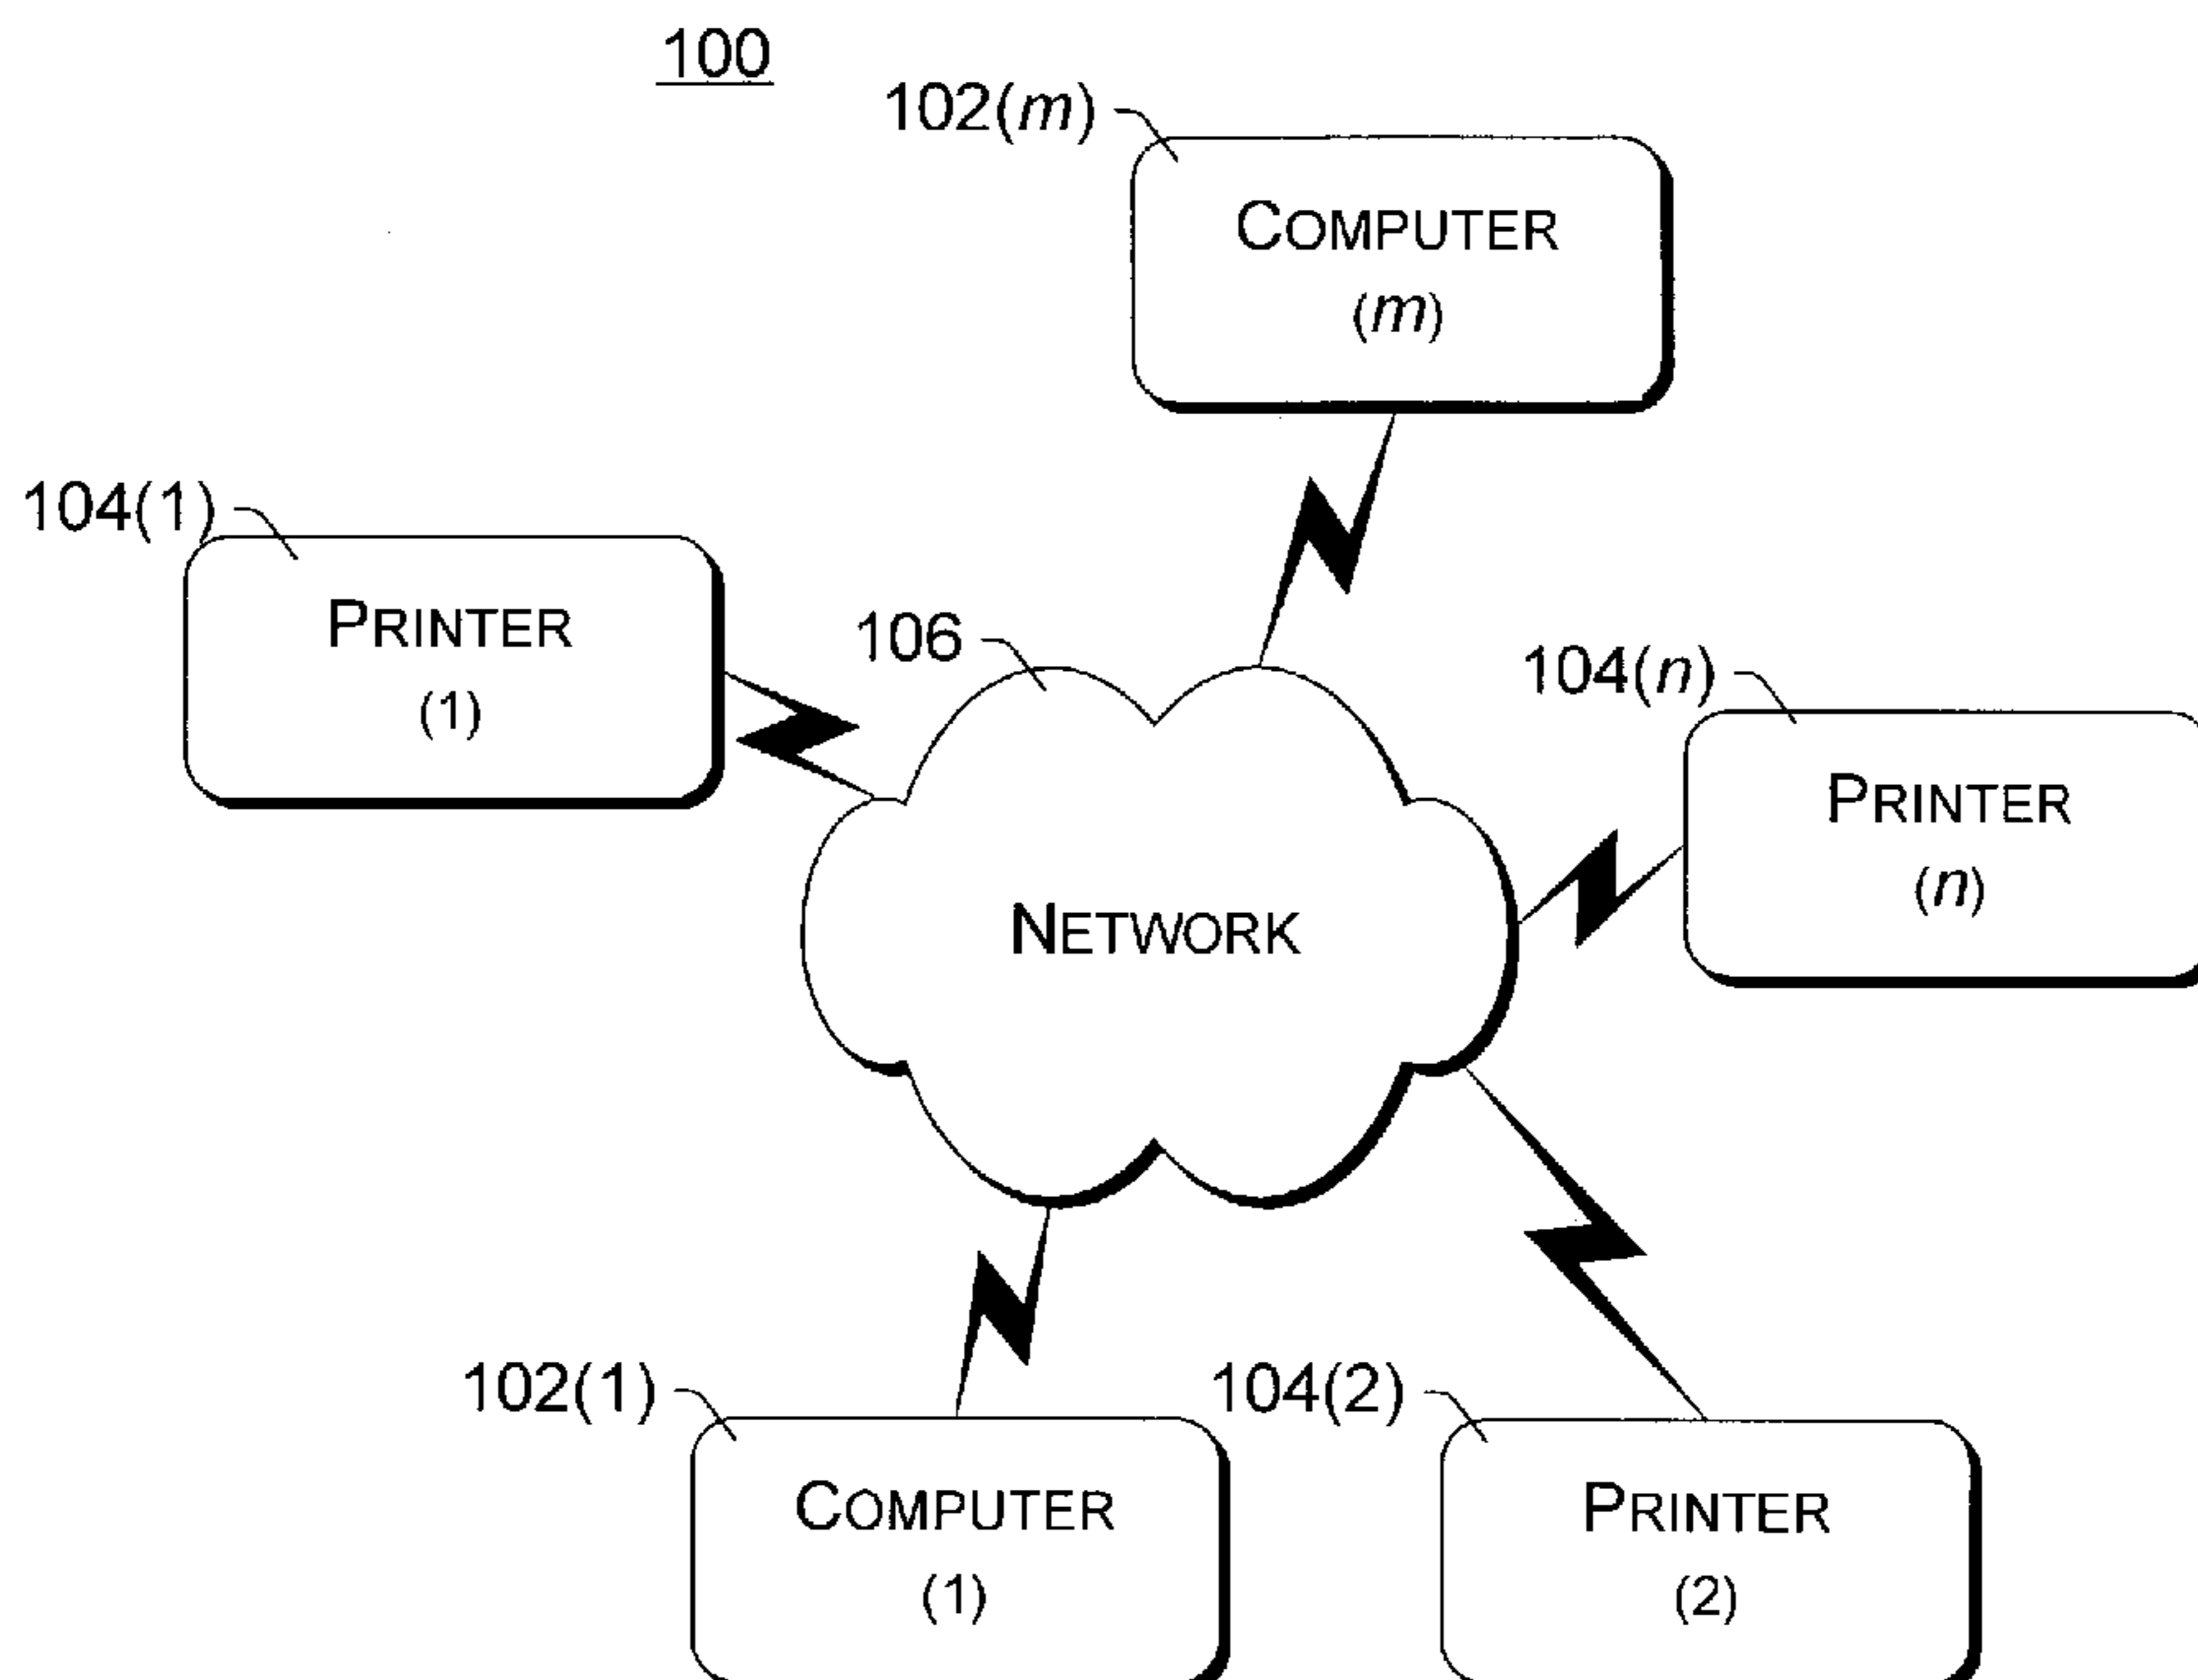 100
102(m)
COMPUTER
(m)
104(1)
PRINTER
(1)
106
104(n)
PRINTER
(n)
NETWORK
102(1)
COMPUTER
(1)
104(2)
PRINTER
(2)